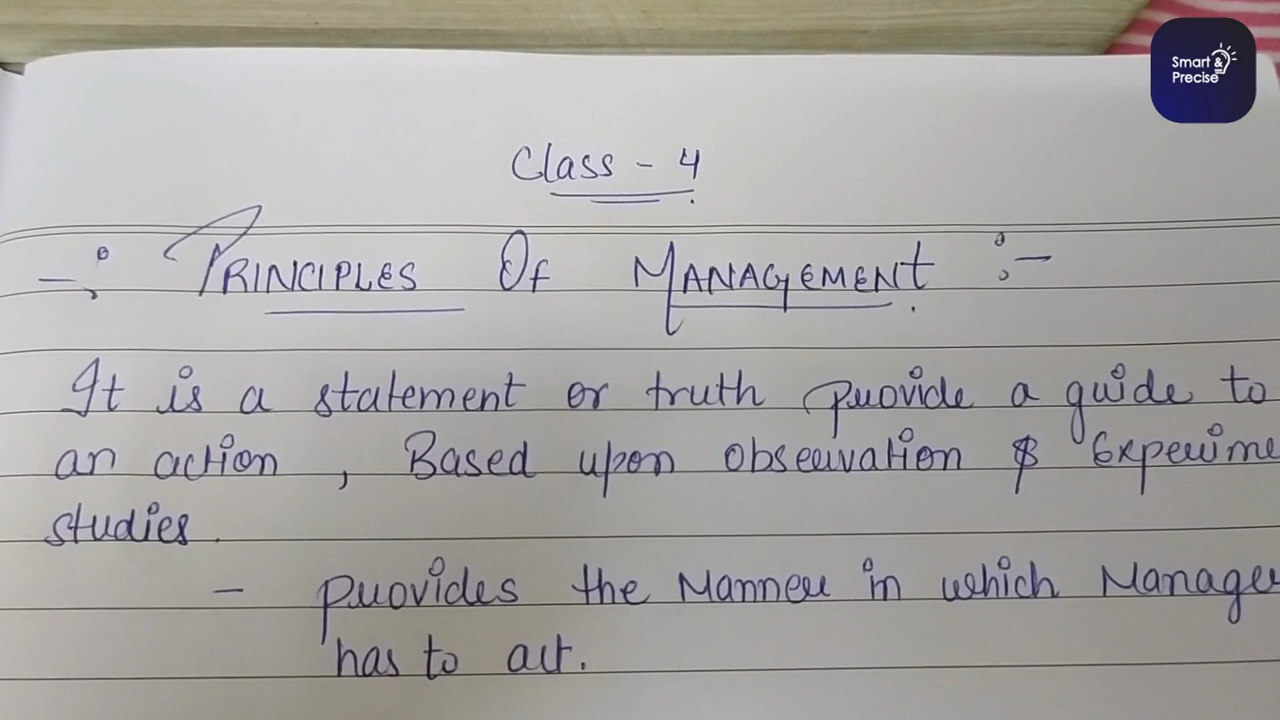 Smart &
Precise
Class - 4
-: PRINCIPLES OF MANAGEMENT :-
It is a statement or truth provide a guide to
an action, Based upon observation & Experime
studies.
- provides the Manner in which Manager
has to act.